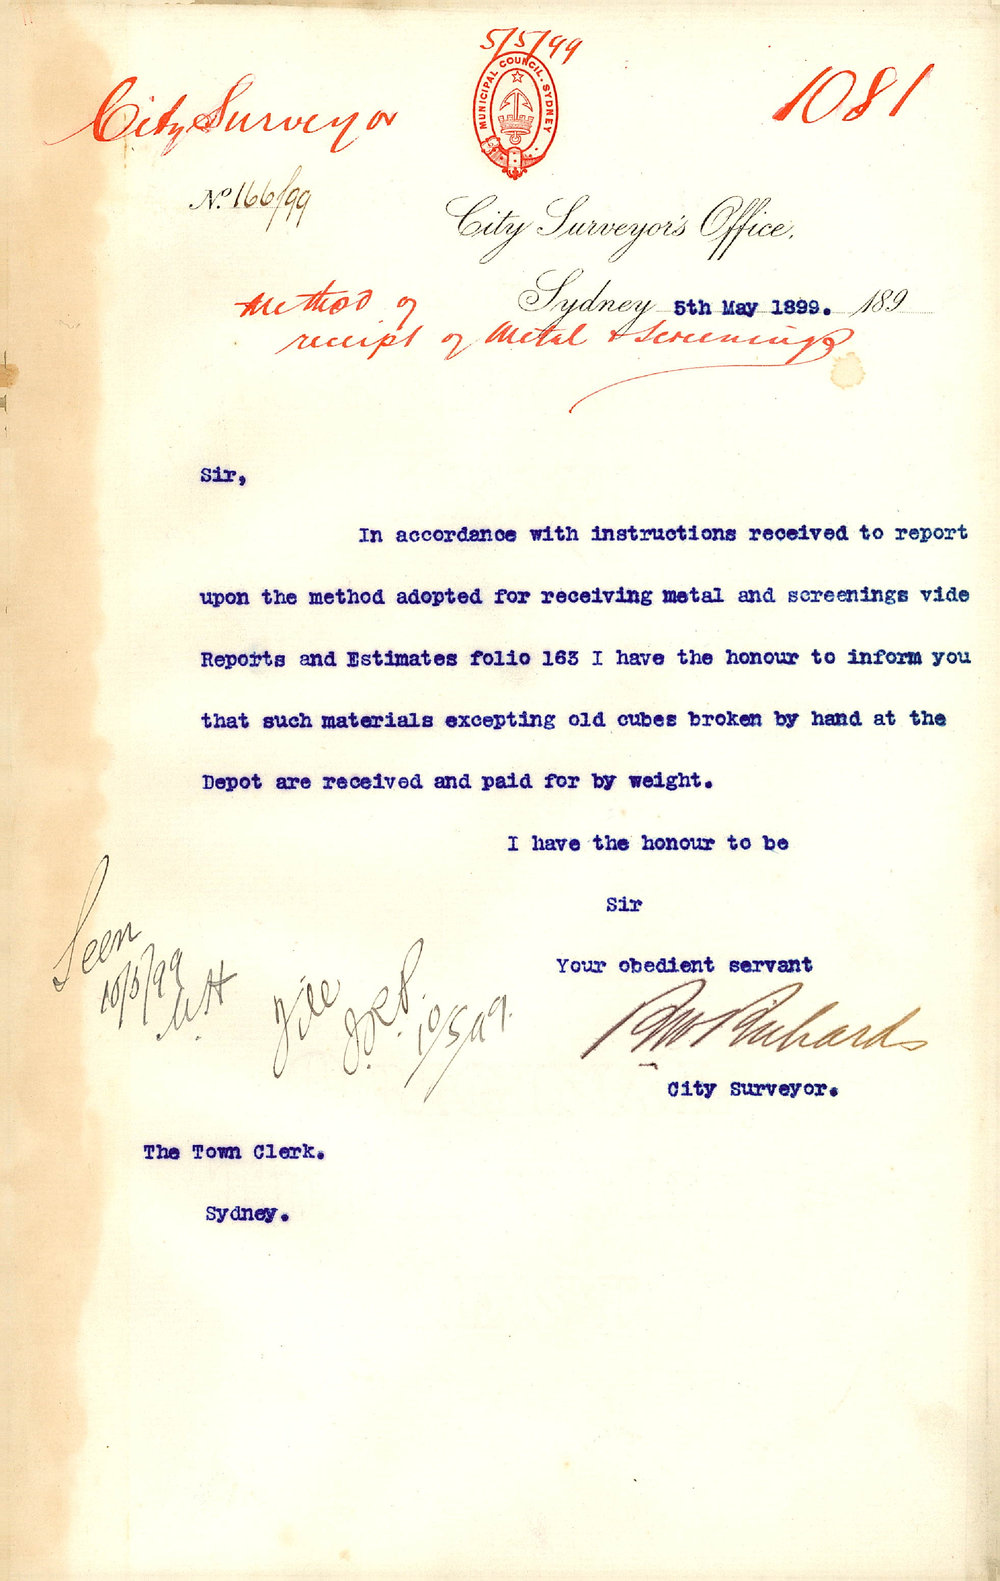 5/5/99
City Surveyor
MUNICIPAL COUNCIL. SYDNEY
1081
No. 166/99
City Surveyor's Office.
Sydney 5th May 1899. 189
Method of
receipt of Metal & Screenings
Sir,
In accordance with instructions received to report
upon the method adopted for receiving metal and screenings vide
Reports and Estimates folio 163 I have the honour to inform you
that such materials excepting old cubes broken by hand at the
Depot are received and paid for by weight.
I have the honour to be
Sir
Your obedient servant
RW Richards
City Surveyor.
Seen
10/5/99
File
10/5/99.
The Town Clerk.
Sydney.